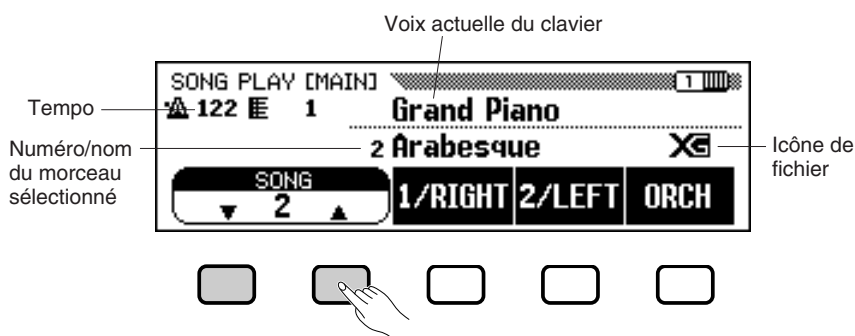 Voix actuelle du clavier
SONG PLAY [MAIN] 1
Tempo 122 1 Grand Piano
Numéro/nom du morceau sélectionné
2 Arabesque XG
Icône de fichier
SONG
2
1/RIGHT 2/LEFT ORCH